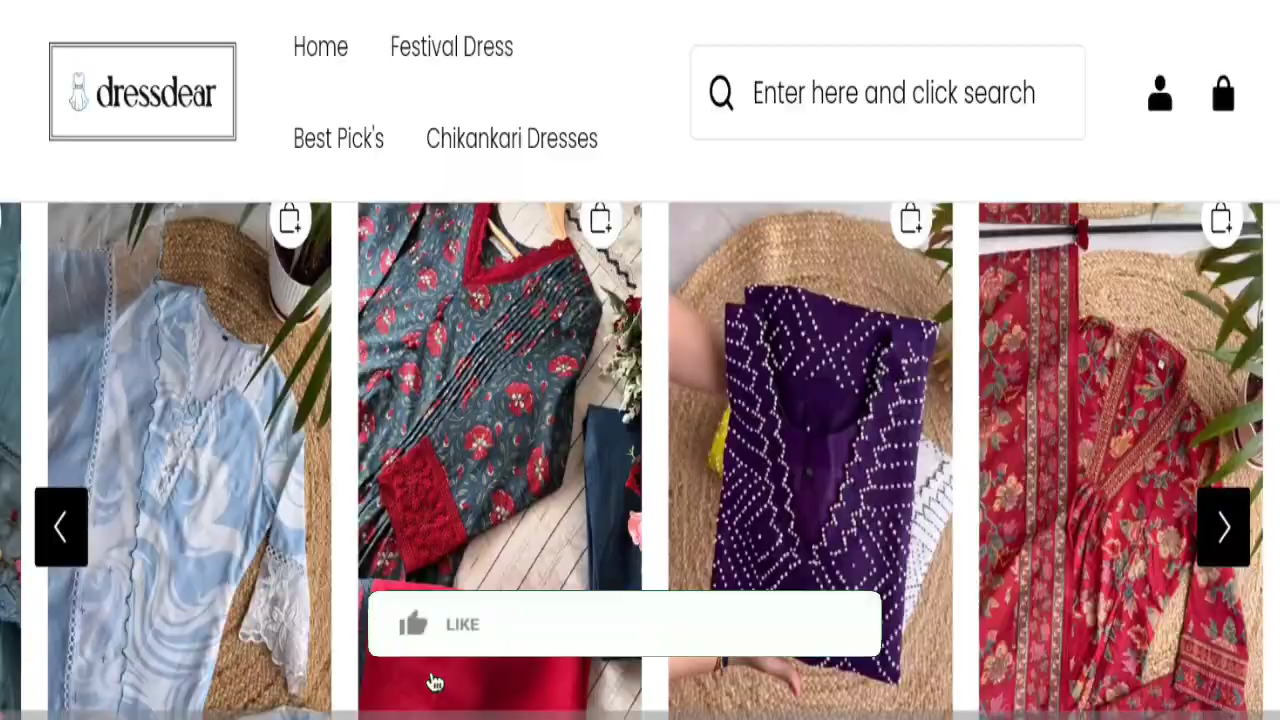 dressdear
Home Festival Dress
Best Pick's Chikankari Dresses
Enter here and click search
LIKE